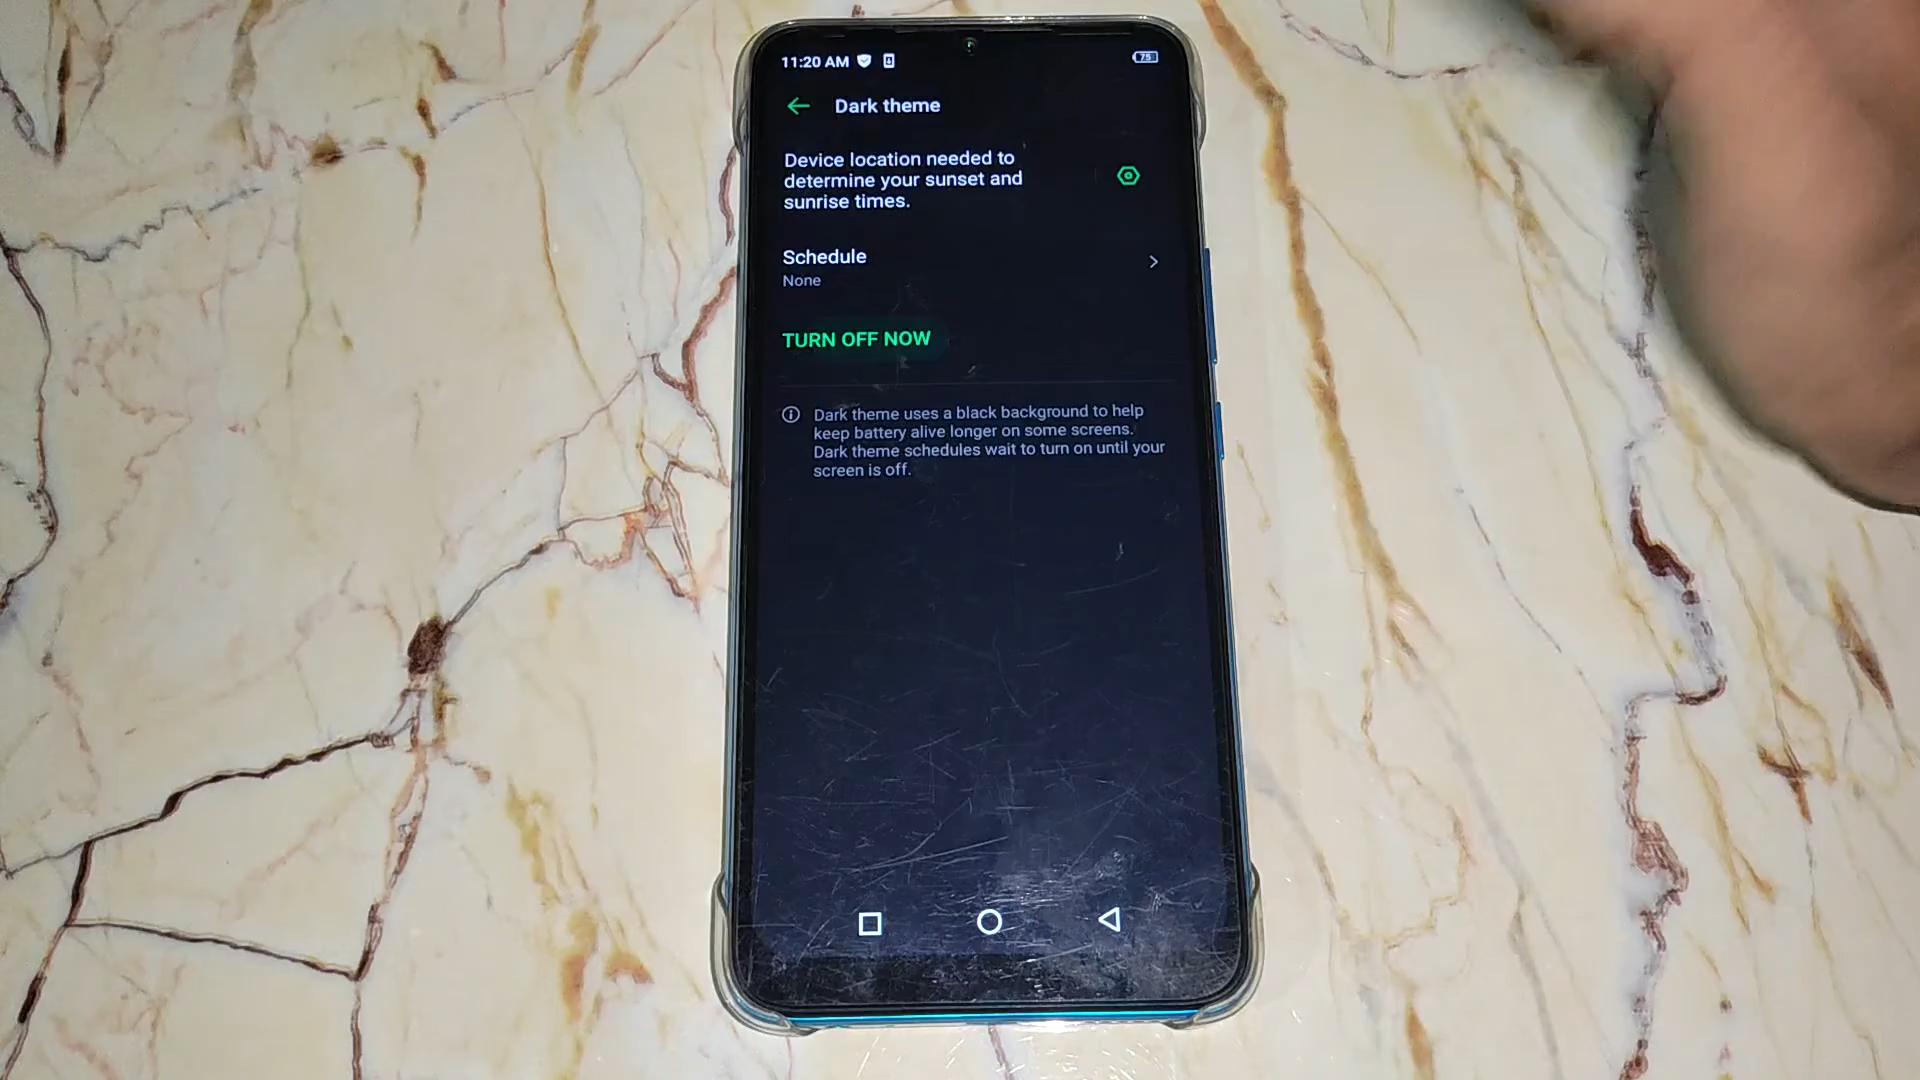 11:20 AM
75
Dark theme
Device location needed to
determine your sunset and
sunrise times.
Schedule
None
TURN OFF NOW
Dark theme uses a black background to help
keep battery alive longer on some screens.
Dark theme schedules wait to turn on until your
screen is off.